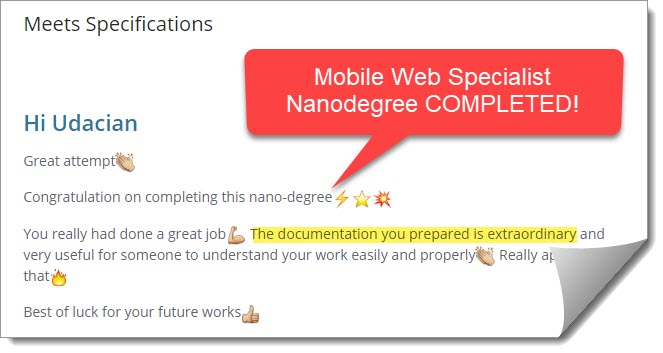 Meets Specifications
Mobile Web Specialist
Nanodegree COMPLETED!
Hi Udacian
Great attempt👏🏼
Congratulation on completing this nano-degree⚡⭐💥
You really had done a great job💪🏼 The documentation you prepared is extraordinary and
very useful for someone to understand your work easily and properly👏🏼 Really
that🔥
Best of luck for your future works👍🏼